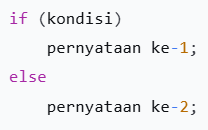 if (kondisi)
    pernyataan ke-1;
else
    pernyataan ke-2;